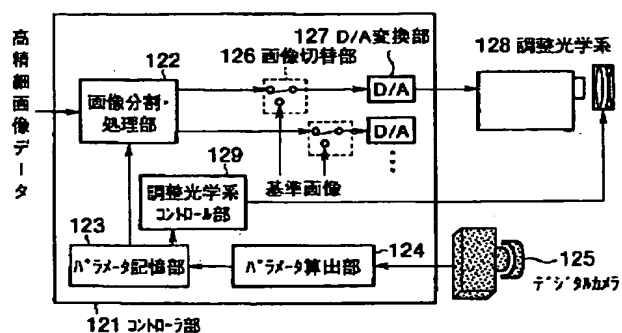 高精細画像データ
122
画像分割・
処理部
126 画像切替部
127 D/A変換部
D/A
D/A
基準画像
128 調整光学系
129
調整光学系
コントロール部
123
パラメータ記憶部
124
パラメータ算出部
125
デジタルカメラ
121 コントローラ部